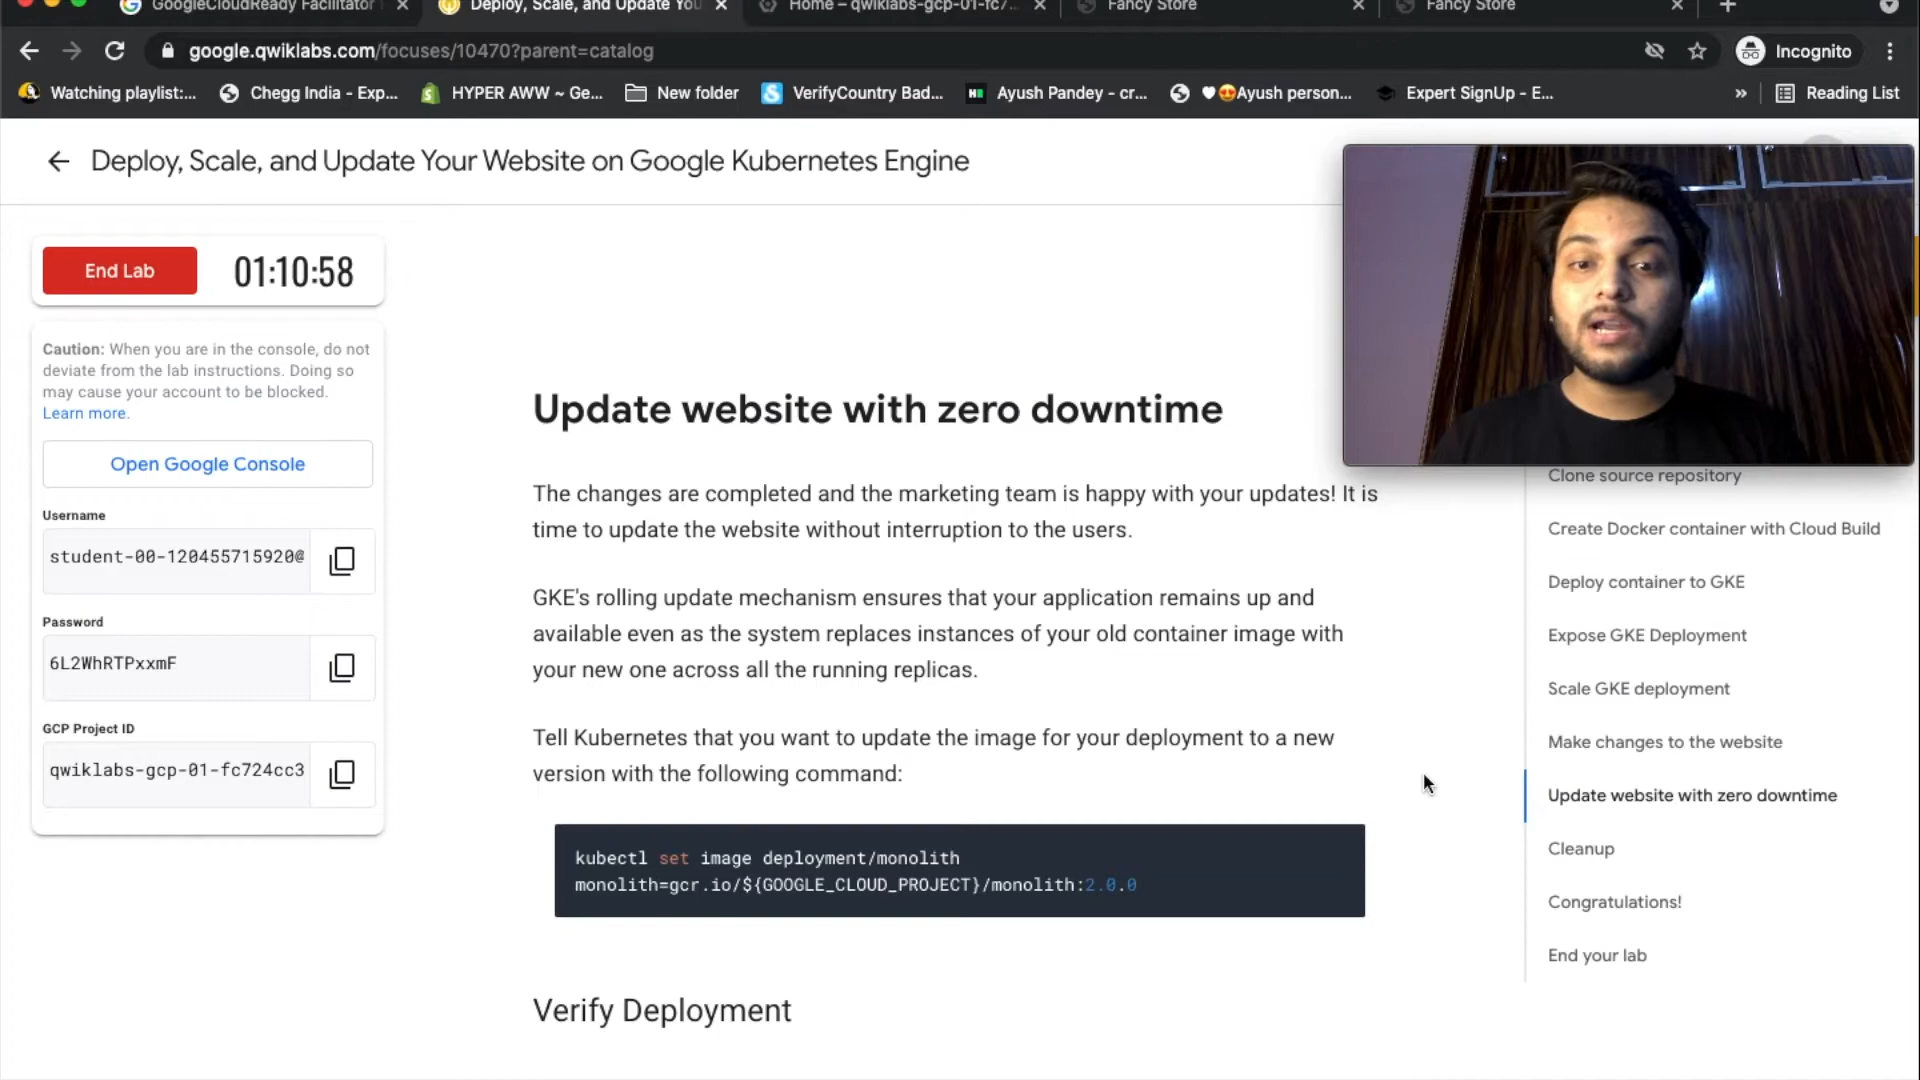 GoogleCloudReady Facilitator
Deploy, Scale, and Update You
Home – qwiklabs-gcp-01-fc7...
Fancy Store
Fancy Store
google.qwiklabs.com/focuses/10470?parent=catalog
Incognito
Watching playlist:...
Chegg India - Exp...
HYPER AWW ~ Ge...
New folder
VerifyCountry Bad...
Ayush Pandey - cr...
♥😍Ayush person...
Expert SignUp - E...
»
Reading List
Deploy, Scale, and Update Your Website on Google Kubernetes Engine
End Lab
01:10:58
Caution: When you are in the console, do not
deviate from the lab instructions. Doing so
may cause your account to be blocked.
Learn more.
Open Google Console
Username
student-00-120455715920@
Password
6L2WhRTPxxmF
GCP Project ID
qwiklabs-gcp-01-fc724cc3
Update website with zero downtime
The changes are completed and the marketing team is happy with your updates! It is
time to update the website without interruption to the users.
GKE's rolling update mechanism ensures that your application remains up and
available even as the system replaces instances of your old container image with
your new one across all the running replicas.
Tell Kubernetes that you want to update the image for your deployment to a new
version with the following command:
kubectl set image deployment/monolith
monolith=gcr.io/${GOOGLE_CLOUD_PROJECT}/monolith:2.0.0
Verify Deployment
Clone source repository
Create Docker container with Cloud Build
Deploy container to GKE
Expose GKE Deployment
Scale GKE deployment
Make changes to the website
Update website with zero downtime
Cleanup
Congratulations!
End your lab